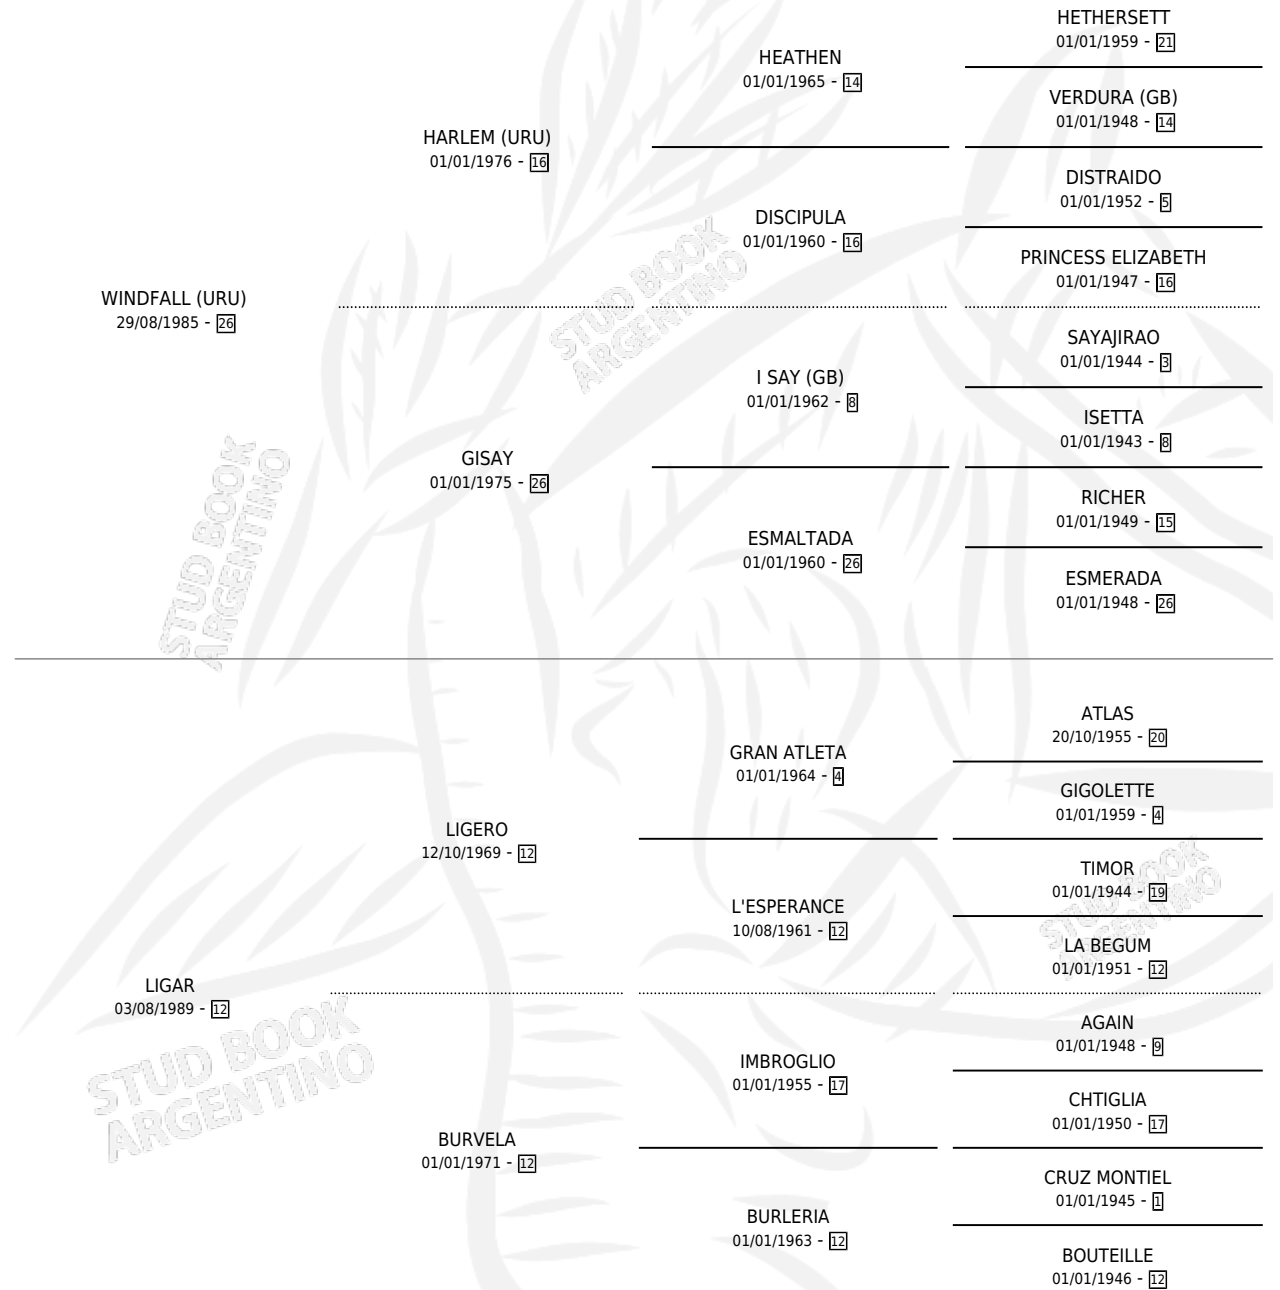 HETHERSETT
01/01/1959 - 21
HEATHEN
01/01/1965 - 14
VERDURA (GB)
01/01/1948 - 14
HARLEM (URU)
01/01/1976 - 16
DISTRAIDO
01/01/1952 - 5
DISCIPULA
01/01/1960 - 16
PRINCESS ELIZABETH
01/01/1947 - 16
WINDFALL (URU)
29/08/1985 - 26
SAYAJIRAO
01/01/1944 - 3
I SAY (GB)
01/01/1962 - 8
ISETTA
01/01/1943 - 8
GISAY
01/01/1975 - 26
RICHER
01/01/1949 - 15
ESMALTADA
01/01/1960 - 26
ESMERADA
01/01/1948 - 26
ATLAS
20/10/1955 - 20
GRAN ATLETA
01/01/1964 - 4
GIGOLETTE
01/01/1959 - 4
LIGERO
12/10/1969 - 12
TIMOR
01/01/1944 - 19
L'ESPERANCE
10/08/1961 - 12
LA BEGUM
01/01/1951 - 12
LIGAR
03/08/1989 - 12
AGAIN
01/01/1948 - 9
IMBROGLIO
01/01/1955 - 17
CHTIGLIA
01/01/1950 - 17
BURVELA
01/01/1971 - 12
CRUZ MONTIEL
01/01/1945 - 1
BURLERIA
01/01/1963 - 12
BOUTEILLE
01/01/1946 - 12
STUD BOOK
ARGENTINO
STUD BOOK
ARGENTINO
STUD BOOK
ARGENTINO
STUD BOOK
ARGENTINO